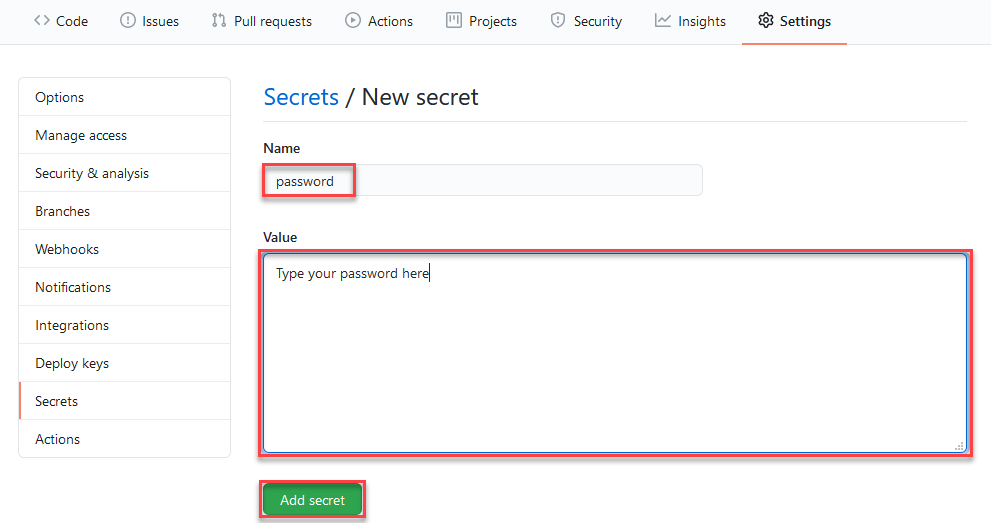 Code Issues Pull requests Actions Projects Security Insights Settings
Options
Manage access
Security & analysis
Branches
Webhooks
Notifications
Integrations
Deploy keys
Secrets
Actions
Secrets / New secret
Name
password
Value
Type your password here
Add secret